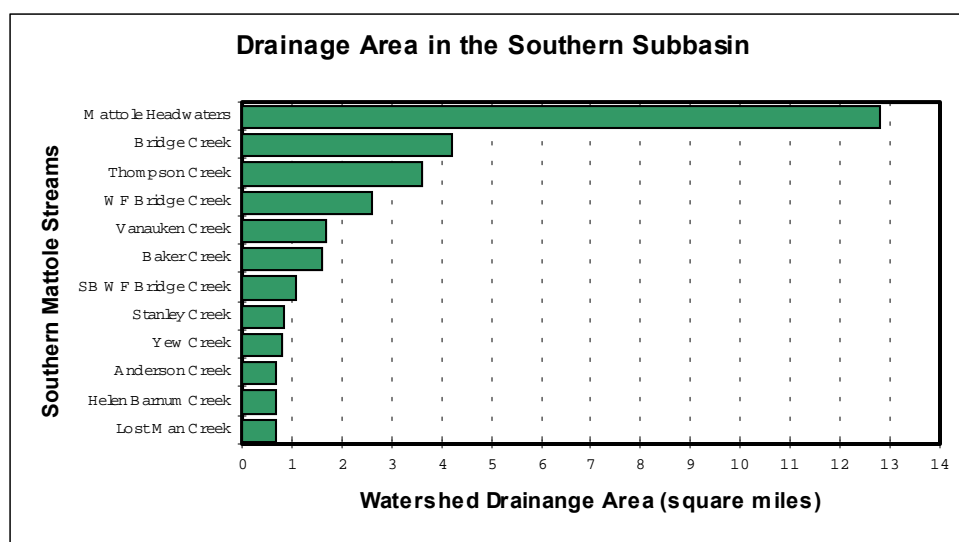 Drainage Area in the Southern Subbasin
Southern Mattole Streams
Mattole Headwaters
Bridge Creek
Thompson Creek
W F Bridge Creek
Vanauken Creek
Baker Creek
SB W F Bridge Creek
Stanley Creek
Yew Creek
Anderson Creek
Helen Barnum Creek
Lost Man Creek
0 1 2 3 4 5 6 7 8 9 10 11 12 13 14
Watershed Drainange Area (square miles)